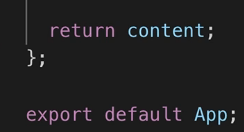 return content;
};
export default App;